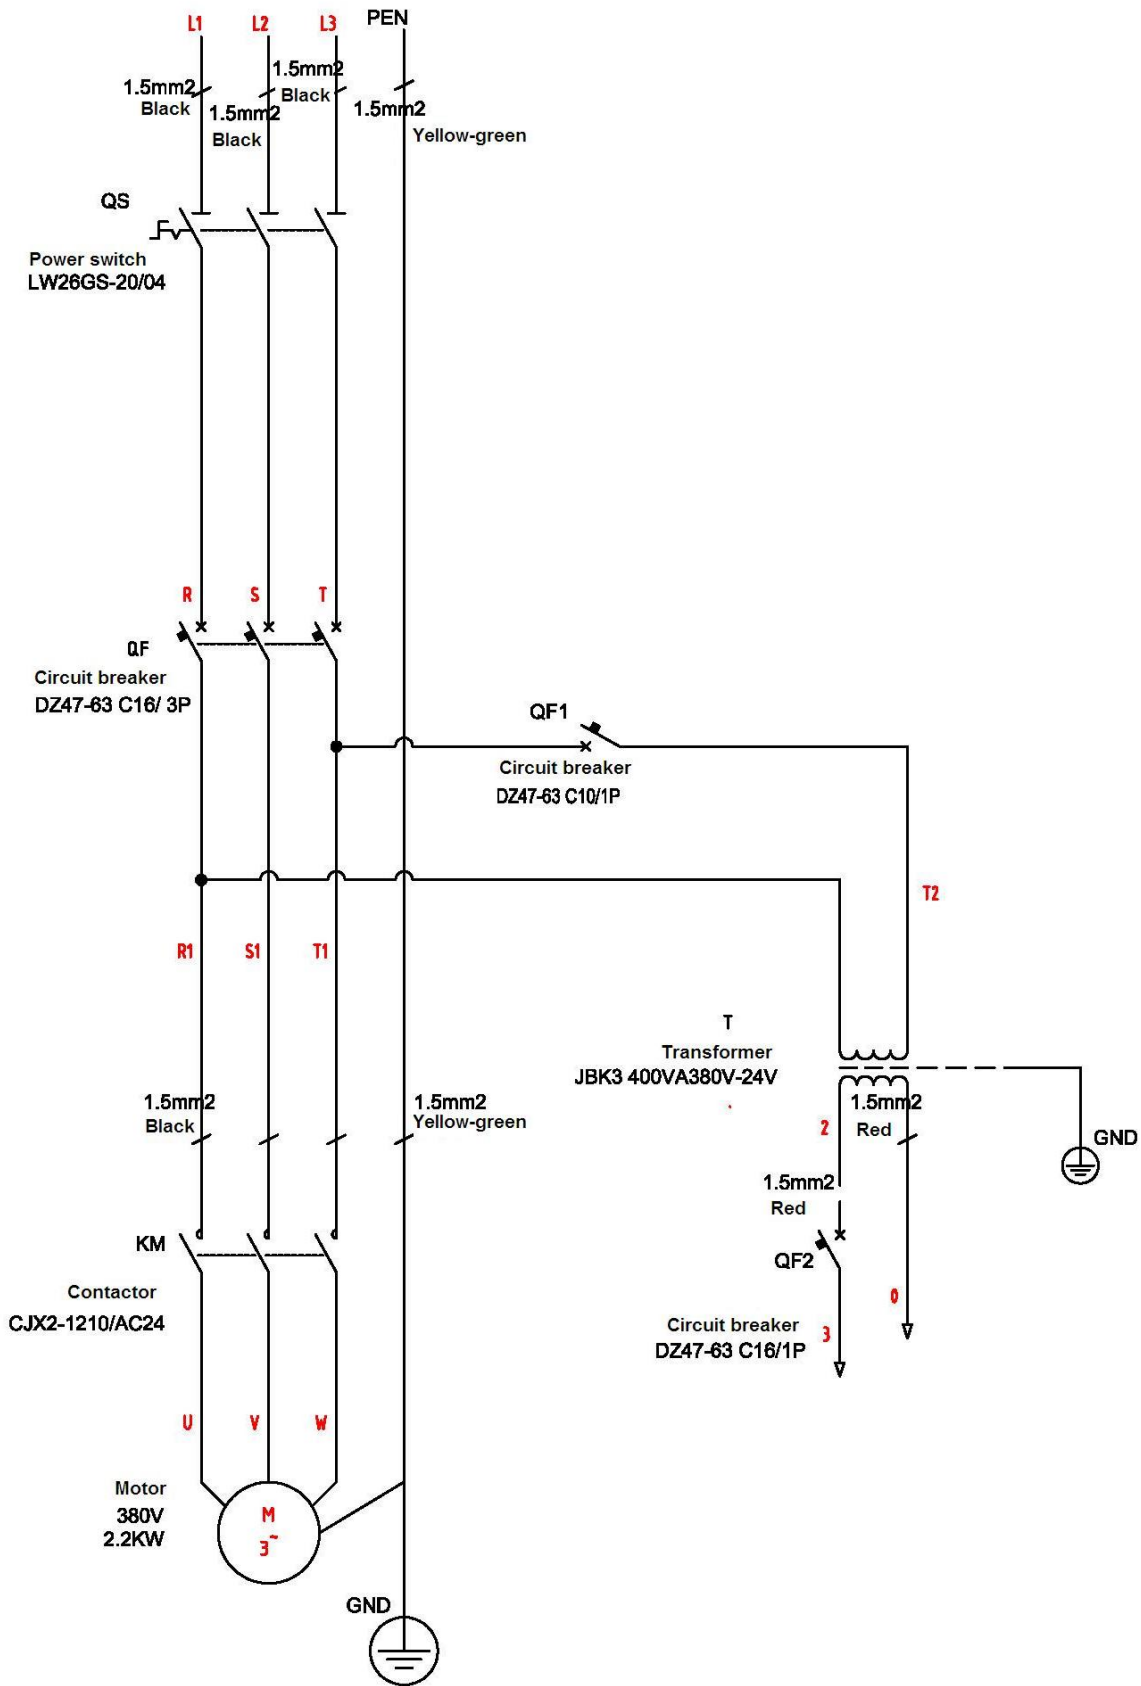 L1
L2
L3
PEN
1.5mm2
Black
1.5mm2
Black
1.5mm2
Black
1.5mm2
Yellow-green
QS
Power switch
LW26GS-20/04
R
S
T
QF
Circuit breaker
DZ47-63 C16/ 3P
QF1
Circuit breaker
DZ47-63 C10/1P
T2
R1
S1
T1
T
Transformer
JBK3 400VA380V-24V
1.5mm2
Black
1.5mm2
Yellow-green
2
1.5mm2
Red
GND
1.5mm2
Red
KM
QF2
Contactor
CJX2-1210/AC24
0
Circuit breaker
DZ47-63 C16/1P
3
U
V
W
Motor
380V
2.2KW
M
3~
GND